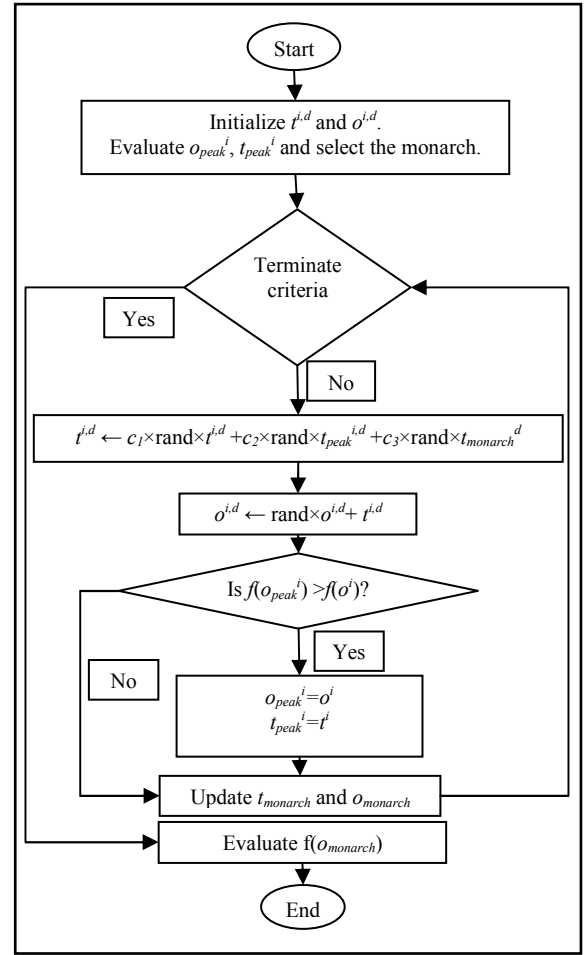 Start
Initialize t^{i,d} and o^{i,d}.
Evaluate o_{peak}^{i}, t_{peak}^{i} and select the monarch.
Terminate
criteria
Yes
No
t^{i,d} ← c_1×rand×t^{i,d} +c_2×rand×t_{peak}^{i,d} +c_3×rand×t_{monarch}^{d}
o^{i,d} ← rand×o^{i,d}+ t^{i,d}
Is f(o_{peak}^{i}) >f(o^{i})?
Yes
No
o_{peak}^{i}=o^{i}
t_{peak}^{i}=t^{i}
Update t_{monarch} and o_{monarch}
Evaluate f(o_{monarch})
End